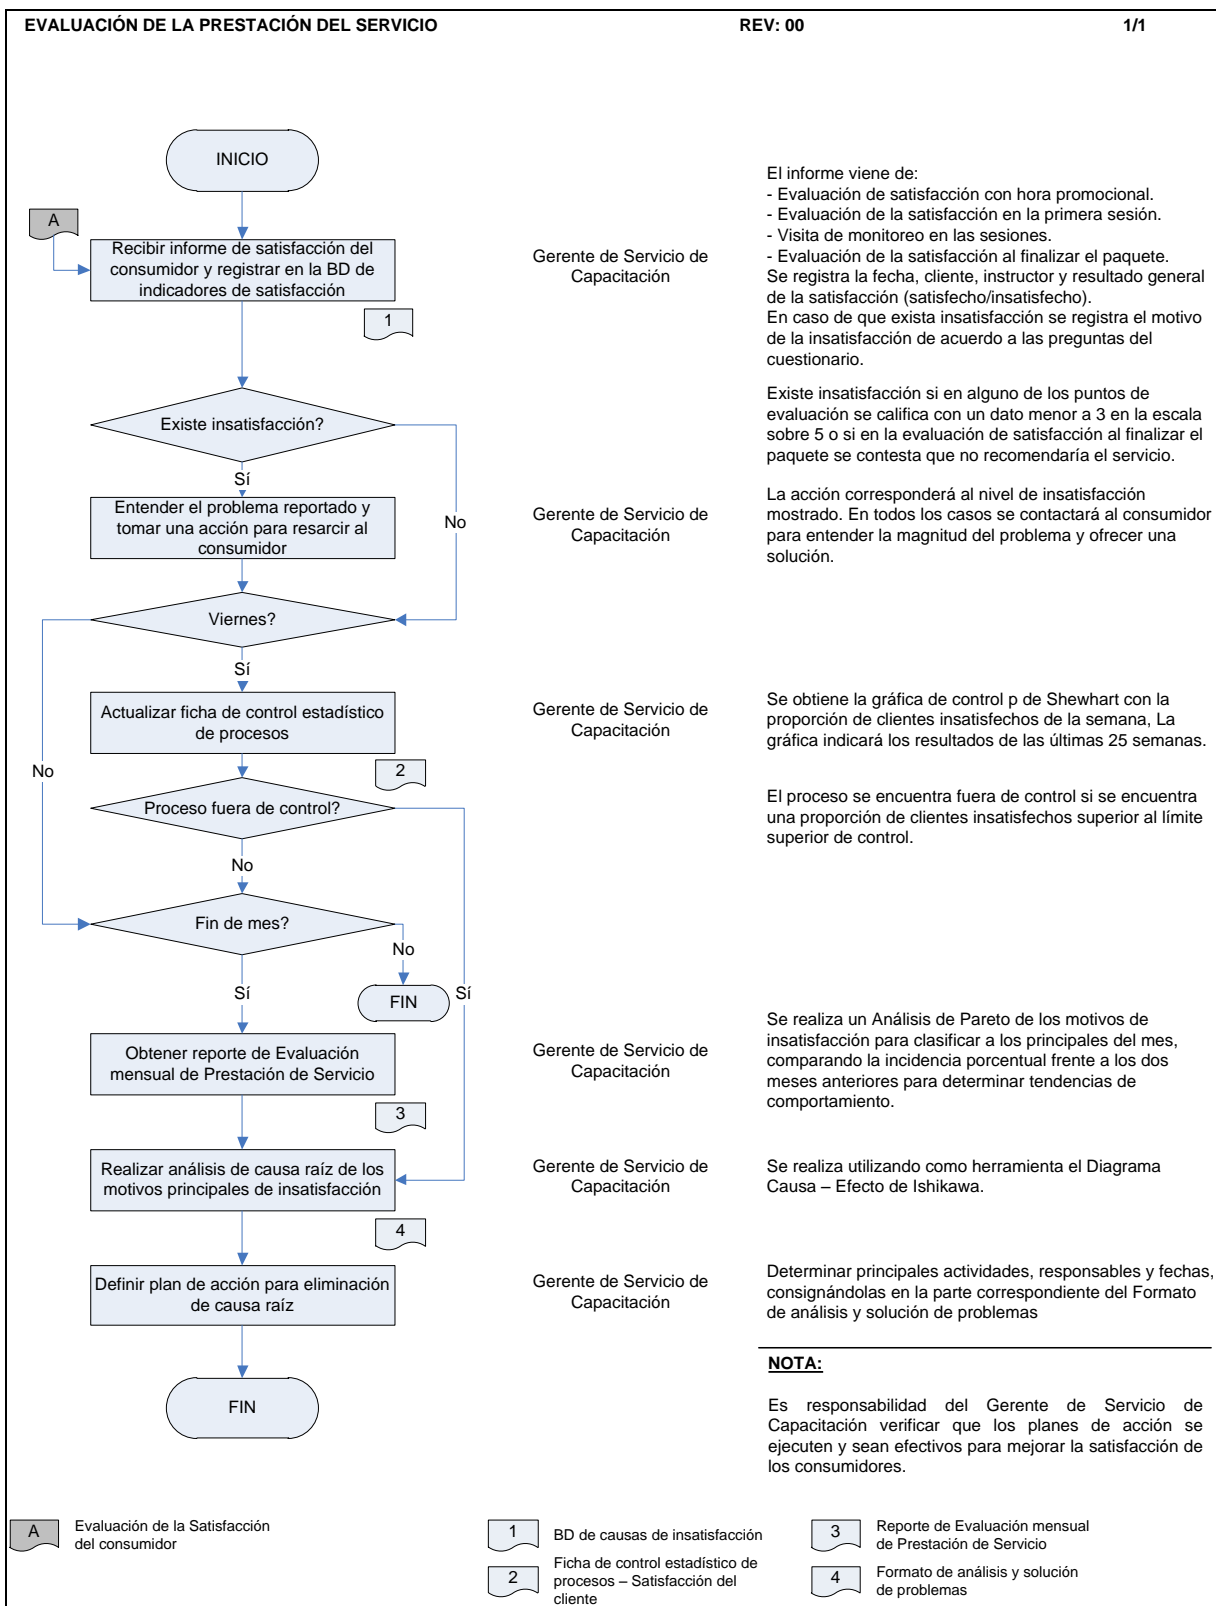 EVALUACIÓN DE LA PRESTACIÓN DEL SERVICIO
REV: 00
1/1
INICIO
A
Recibir informe de satisfacción del
consumidor y registrar en la BD de
indicadores de satisfacción
1
Gerente de Servicio de
Capacitación
El informe viene de:
- Evaluación de satisfacción con hora promocional.
- Evaluación de la satisfacción en la primera sesión.
- Visita de monitoreo en las sesiones.
- Evaluación de la satisfacción al finalizar el paquete.
Se registra la fecha, cliente, instructor y resultado general
de la satisfacción (satisfecho/insatisfecho).
En caso de que exista insatisfacción se registra el motivo
de la insatisfacción de acuerdo a las preguntas del
cuestionario.
Existe insatisfacción?
Sí
No
Existe insatisfacción si en alguno de los puntos de
evaluación se califica con un dato menor a 3 en la escala
sobre 5 o si en la evaluación de satisfacción al finalizar el
paquete se contesta que no recomendaría el servicio.
Entender el problema reportado y
tomar una acción para resarcir al
consumidor
Gerente de Servicio de
Capacitación
La acción corresponderá al nivel de insatisfacción
mostrado. En todos los casos se contactará al consumidor
para entender la magnitud del problema y ofrecer una
solución.
Viernes?
Sí
No
Actualizar ficha de control estadístico
de procesos
2
Gerente de Servicio de
Capacitación
Se obtiene la gráfica de control p de Shewhart con la
proporción de clientes insatisfechos de la semana, La
gráfica indicará los resultados de las últimas 25 semanas.
Proceso fuera de control?
No
Sí
El proceso se encuentra fuera de control si se encuentra
una proporción de clientes insatisfechos superior al límite
superior de control.
Fin de mes?
No
Sí
FIN
Obtener reporte de Evaluación
mensual de Prestación de Servicio
3
Gerente de Servicio de
Capacitación
Se realiza un Análisis de Pareto de los motivos de
insatisfacción para clasificar a los principales del mes,
comparando la incidencia porcentual frente a los dos
meses anteriores para determinar tendencias de
comportamiento.
Realizar análisis de causa raíz de los
motivos principales de insatisfacción
4
Gerente de Servicio de
Capacitación
Se realiza utilizando como herramienta el Diagrama
Causa – Efecto de Ishikawa.
Definir plan de acción para eliminación
de causa raíz
Gerente de Servicio de
Capacitación
Determinar principales actividades, responsables y fechas,
consignándolas en la parte correspondiente del Formato
de análisis y solución de problemas
FIN
NOTA:
Es responsabilidad del Gerente de Servicio de
Capacitación verificar que los planes de acción se
ejecuten y sean efectivos para mejorar la satisfacción de
los consumidores.
A
Evaluación de la Satisfacción
del consumidor
1
BD de causas de insatisfacción
2
Ficha de control estadístico de
procesos – Satisfacción del
cliente
3
Reporte de Evaluación mensual
de Prestación de Servicio
4
Formato de análisis y solución
de problemas